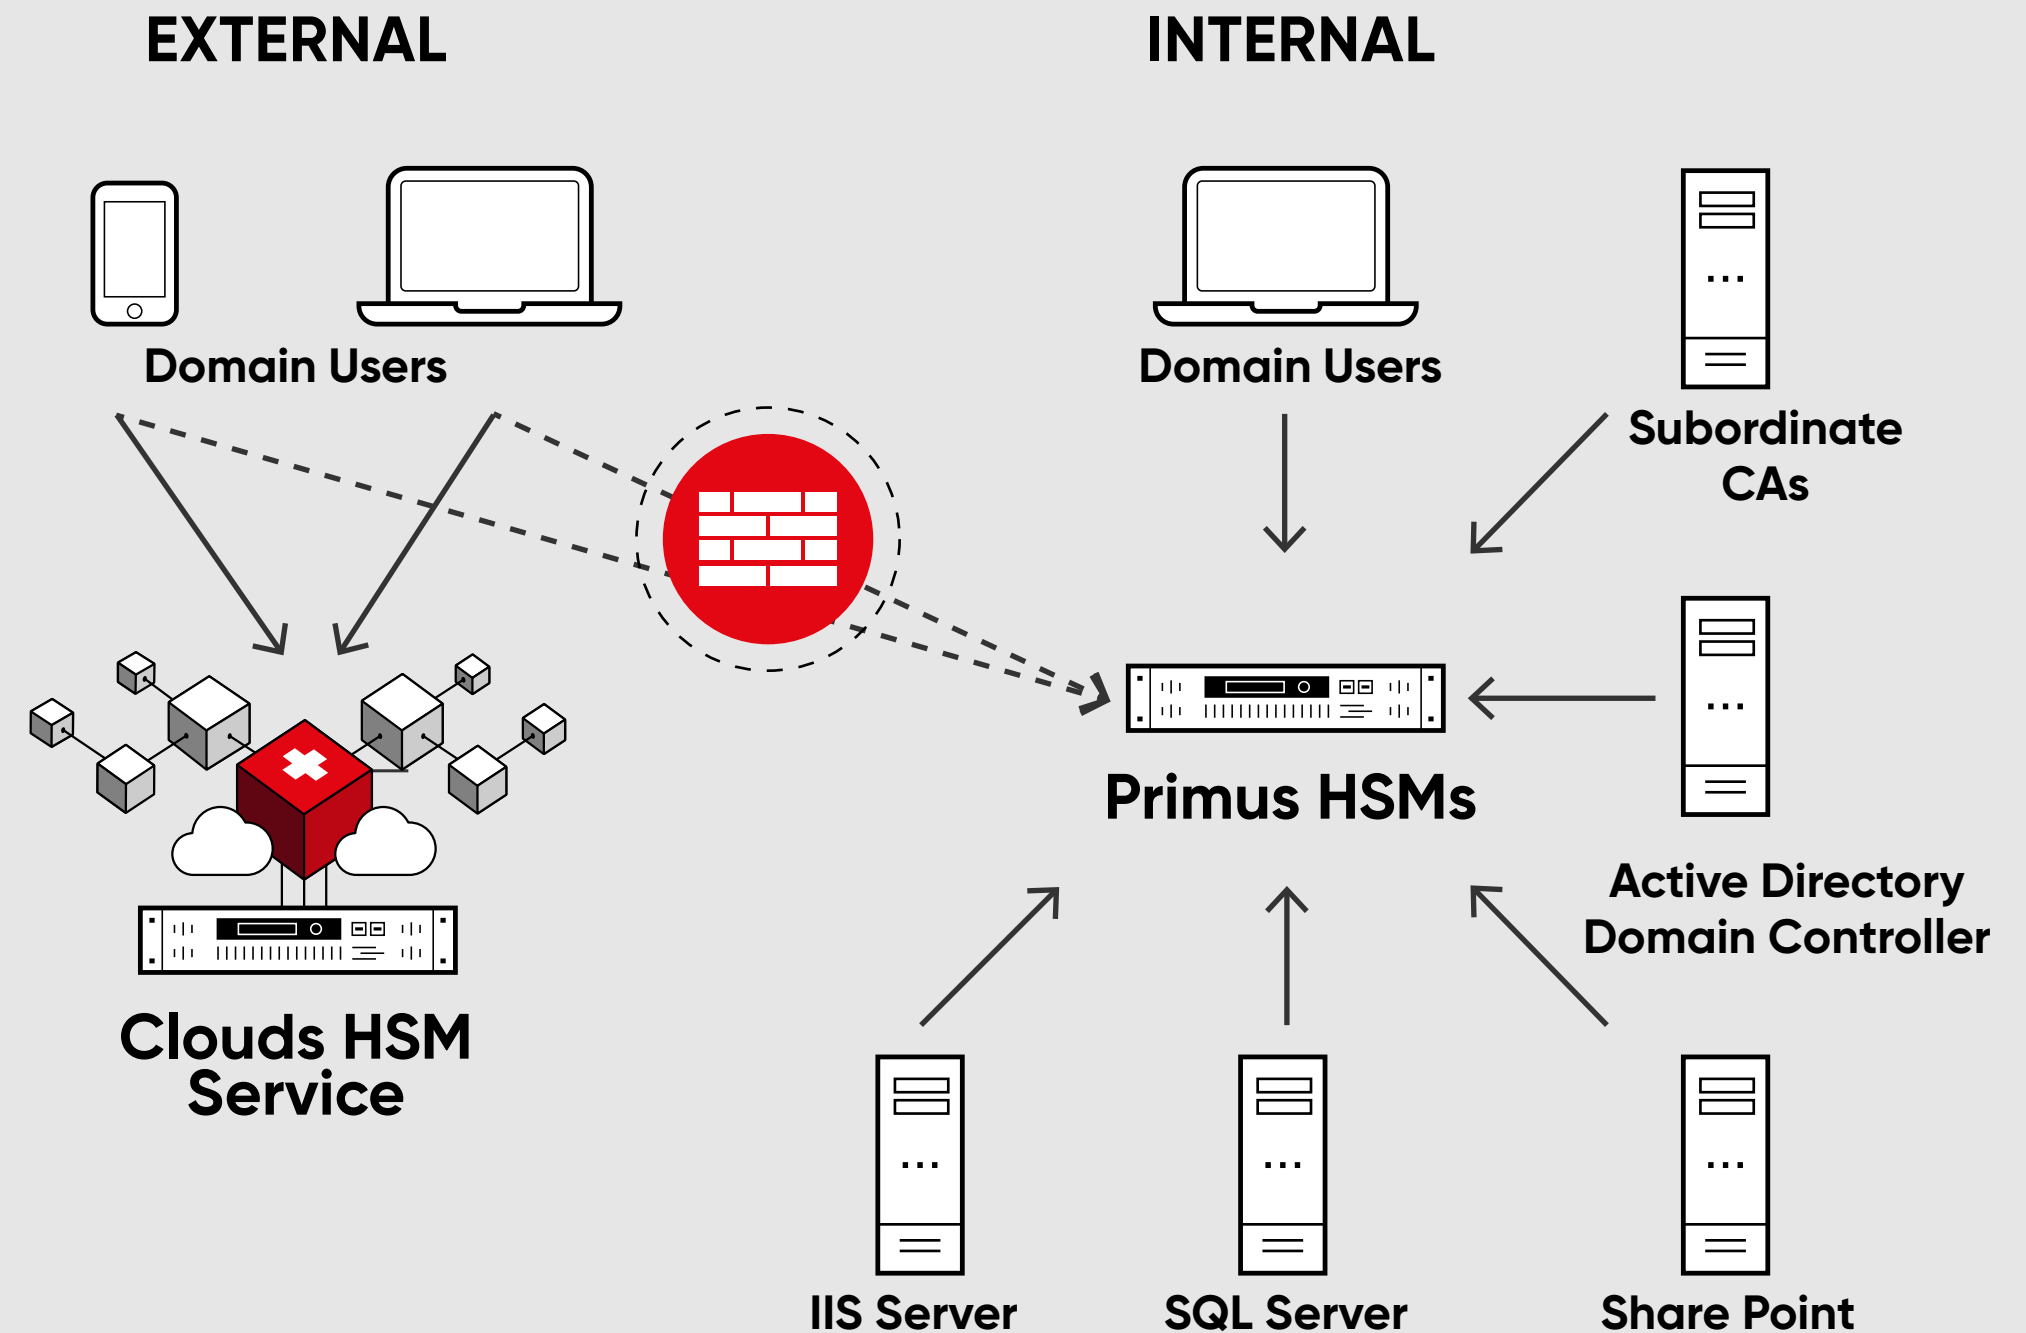 EXTERNAL
INTERNAL
Domain Users
Domain Users
Subordinate
CAs
Primus HSMs
Active Directory
Domain Controller
Clouds HSM
Service
IIS Server
SQL Server
Share Point